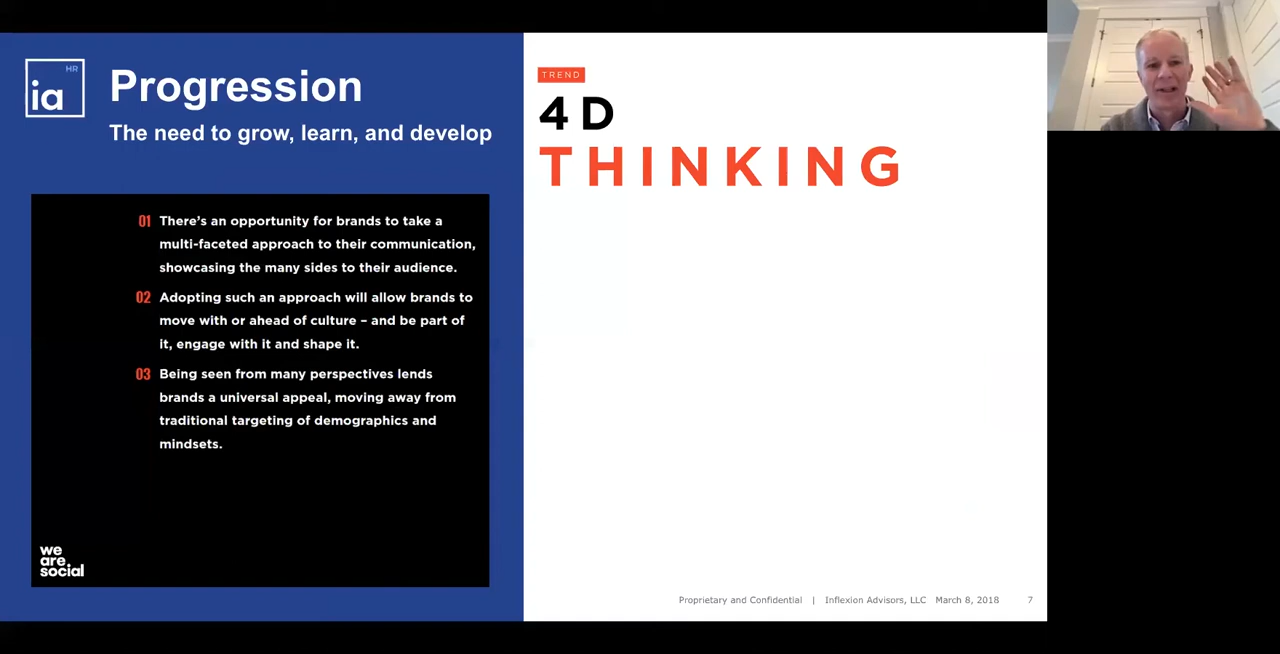 HR
ia
Progression
The need to grow, learn, and develop
01 There’s an opportunity for brands to take a
multi-faceted approach to their communication,
showcasing the many sides to their audience.
02 Adopting such an approach will allow brands to
move with or ahead of culture – and be part of
it, engage with it and shape it.
03 Being seen from many perspectives lends
brands a universal appeal, moving away from
traditional targeting of demographics and
mindsets.
we
are
social
TREND
4D
THINKING
Proprietary and Confidential | Inflexion Advisors, LLC March 8, 2018 7